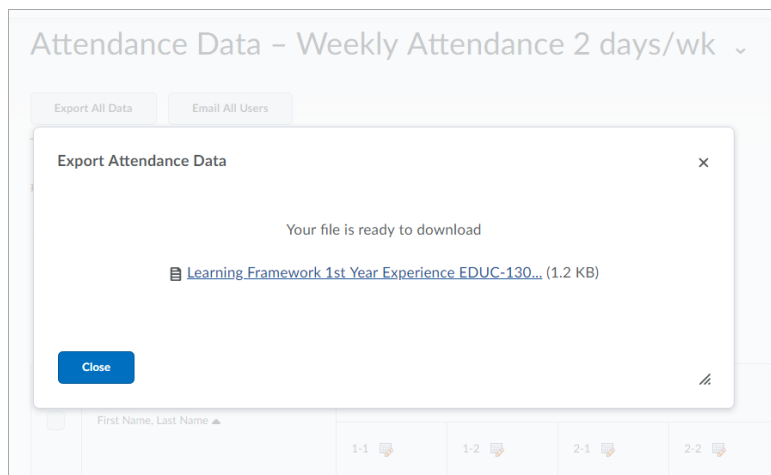 Attendance Data – Weekly Attendance 2 days/wk
Export All Data Email All Users
Export Attendance Data
Your file is ready to download
Learning Framework 1st Year Experience EDUC-130... (1.2 KB)
Close
First Name, Last Name
1-1 1-2 2-1 2-2